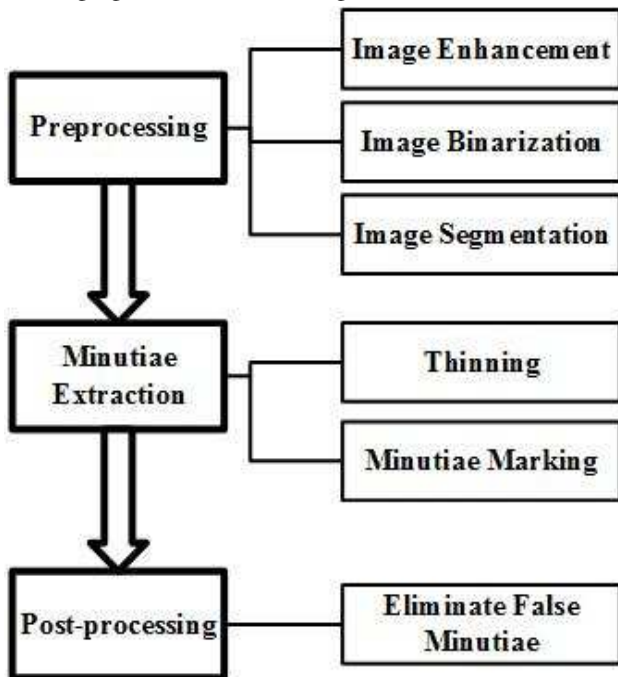 Preprocessing
Image Enhancement
Image Binarization
Image Segmentation
Minutiae
Extraction
Thinning
Minutiae Marking
Post-processing
Eliminate False
Minutiae